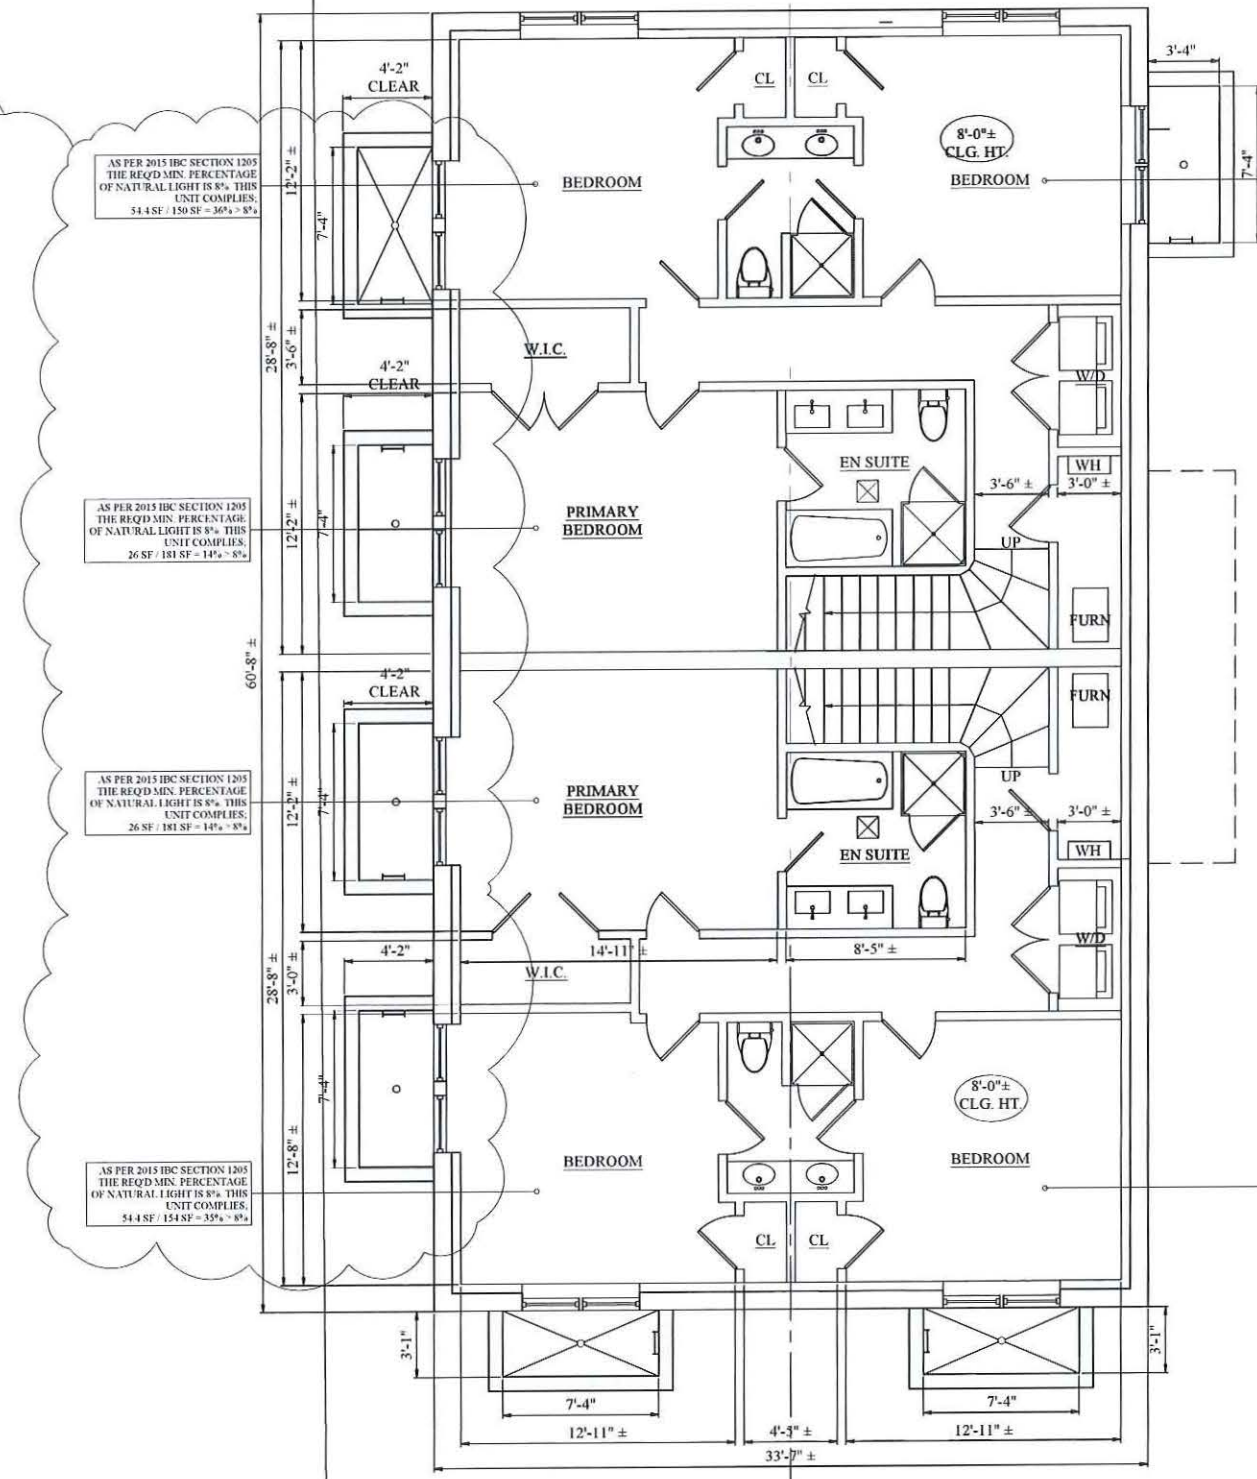 3'-4"
4'-2"
CLEAR
CL
CL
8'-0"±
CLG. HT.
AS PER 2015 IBC SECTION 1205
THE REQ'D MIN. PERCENTAGE
OF NATURAL LIGHT IS 8%. THIS
UNIT COMPLIES;
54.4 SF / 150 SF = 36% > 8%
12'-2" ±
7'-4"
BEDROOM
BEDROOM
7'-4"
28'-8" ±
3'-6" ±
W.I.C.
4'-2"
CLEAR
W/D
EN SUITE
WH
3'-6" ±
3'-0" ±
AS PER 2015 IBC SECTION 1205
THE REQ'D MIN. PERCENTAGE
OF NATURAL LIGHT IS 8%. THIS
UNIT COMPLIES;
26 SF / 181 SF = 14% > 8%
12'-2" ±
7'-4"
PRIMARY
BEDROOM
UP
FURN
60'-8" ±
4'-2"
CLEAR
FURN
UP
AS PER 2015 IBC SECTION 1205
THE REQ'D MIN. PERCENTAGE
OF NATURAL LIGHT IS 8%. THIS
UNIT COMPLIES;
26 SF / 181 SF = 14% > 8%
12'-2" ±
7'-4"
PRIMARY
BEDROOM
3'-6" ±
3'-0" ±
EN SUITE
WH
4'-2"
14'-11" ±
8'-5" ±
W/D
28'-8" ±
3'-0" ±
W.I.C.
7'-4"
8'-0"±
CLG. HT.
12'-8" ±
BEDROOM
BEDROOM
AS PER 2015 IBC SECTION 1205
THE REQ'D MIN. PERCENTAGE
OF NATURAL LIGHT IS 8%. THIS
UNIT COMPLIES;
54.4 SF / 154 SF = 35% > 8%
CL
CL
3'-1"
3'-1"
7'-4"
7'-4"
12'-11" ±
4'-5" ±
12'-11" ±
33'-7" ±